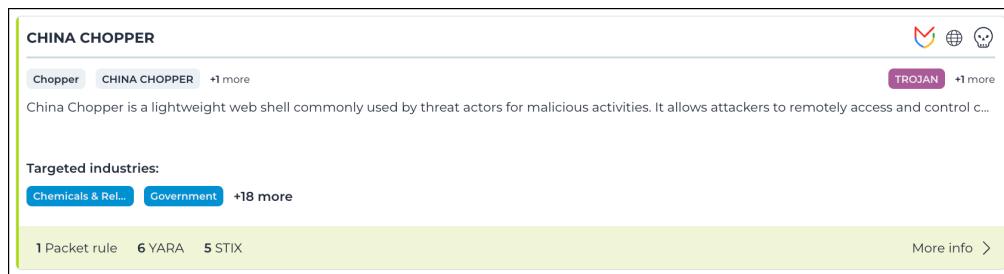 CHINA CHOPPER
Chopper CHINA CHOPPER +1 more TROJAN +1 more
China Chopper is a lightweight web shell commonly used by threat actors for malicious activities. It allows attackers to remotely access and control c...
Targeted industries:
Chemicals & Rel... Government +18 more
1 Packet rule 6 YARA 5 STIX More info